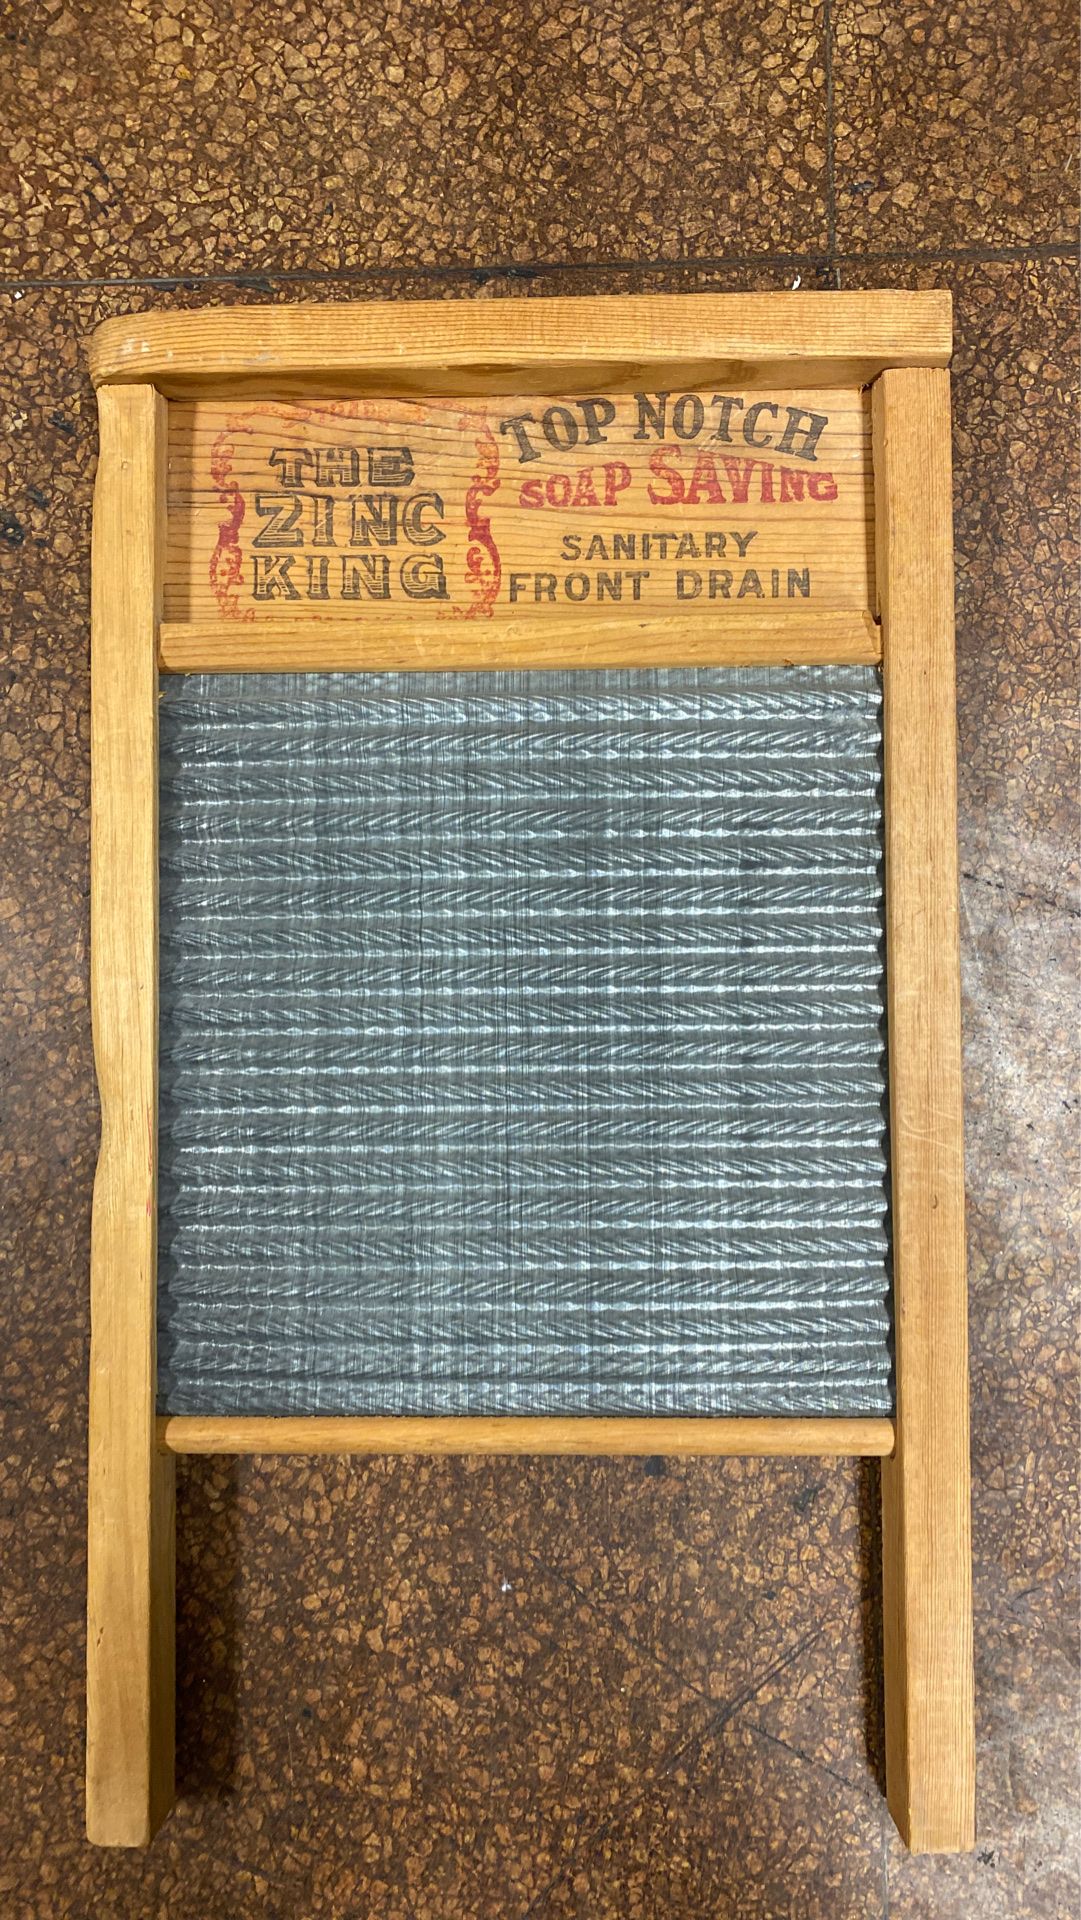 THE
ZINC
KING
TOP NOTCH
SOAP SAVING
SANITARY
FRONT DRAIN